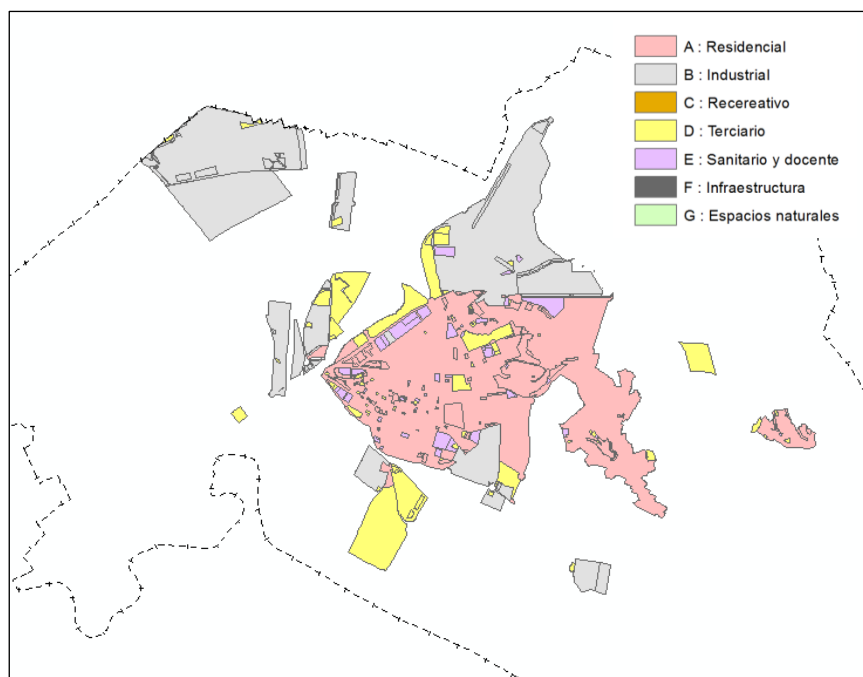 A : Residencial
B : Industrial
C : Recereativo
D : Terciario
E : Sanitario y docente
F : Infraestructura
G : Espacios naturales